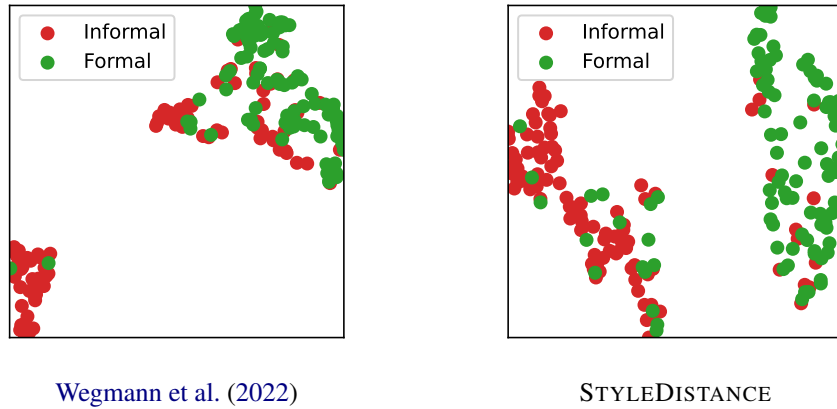 Informal
Formal
Informal
Formal
Wegmann et al. (2022)
STYLEDISTANCE